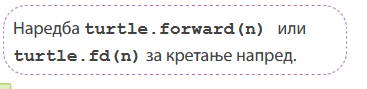 Наредба turtle.forward(n) или
turtle.fd(n) за кретање напред.